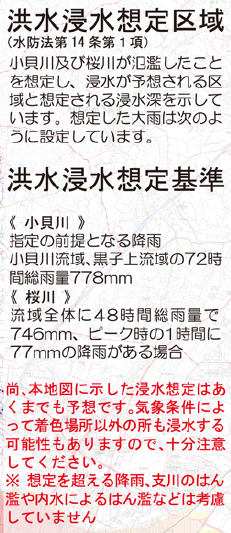 洪水浸水想定区域
(水防法第14条第1項)
小貝川及び桜川が氾濫したこと
を想定し、浸水が予想される区
域と想定される浸水深を示して
います。想定した大雨は次のよ
うに設定しています。
洪水浸水想定基準
《 小貝川 》
指定の前提となる降雨
小貝川流域、黒子上流域の72時
間総雨量778mm
《 桜川 》
流域全体に48時間総雨量で
746mm、ピーク時の1時間に
77mmの降雨がある場合
尚、本地図に示した浸水想定はあ
くまでも予想です。気象条件によ
って着色場所以外の所も浸水する
可能性もありますので、十分注意
してください。
※ 想定を超える降雨、支川のはん
濫や内水によるはん濫などは考慮
していません